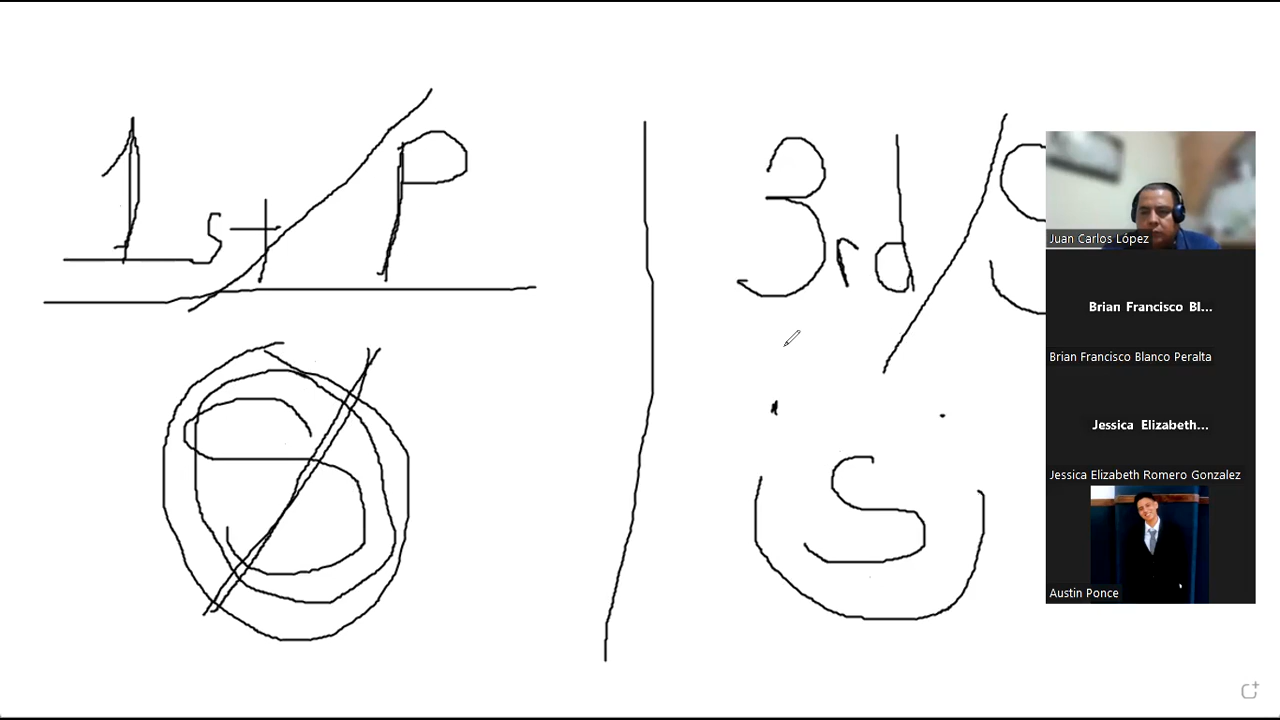 1st/P
S
3rd/S
S
Juan Carlos López
Brian Francisco Bl...
Brian Francisco Blanco Peralta
Jessica Elizabeth...
Jessica Elizabeth Romero Gonzalez
Austin Ponce